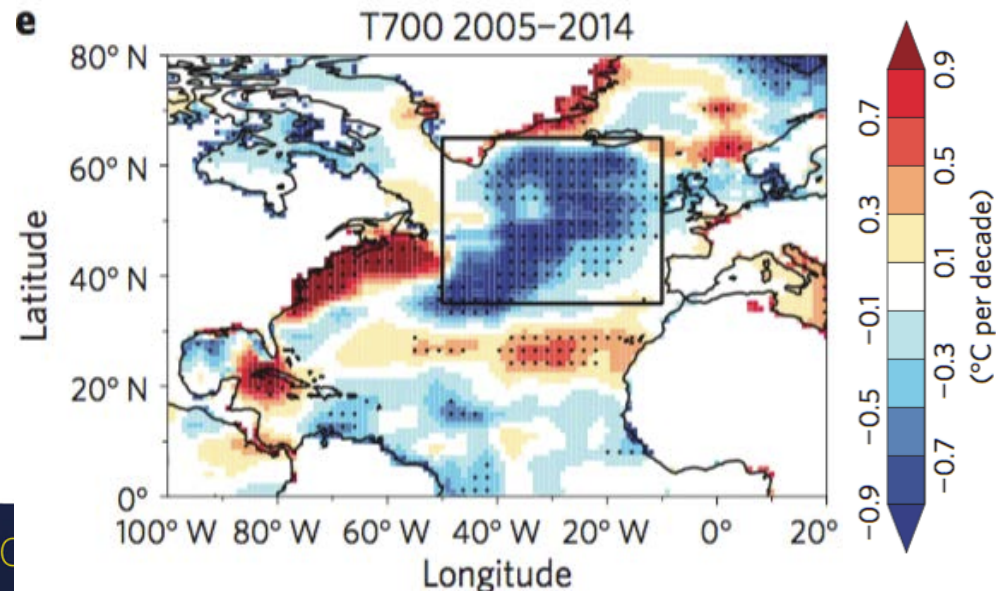 e
T700 2005–2014
80° N
60° N
40° N
20° N
0°
Latitude
100° W 80° W 60° W 40° W 20° W 0° 20°
Longitude
0.9
0.7
0.5
0.3
0.1
−0.1
−0.3
−0.5
−0.7
−0.9
(°C per decade)